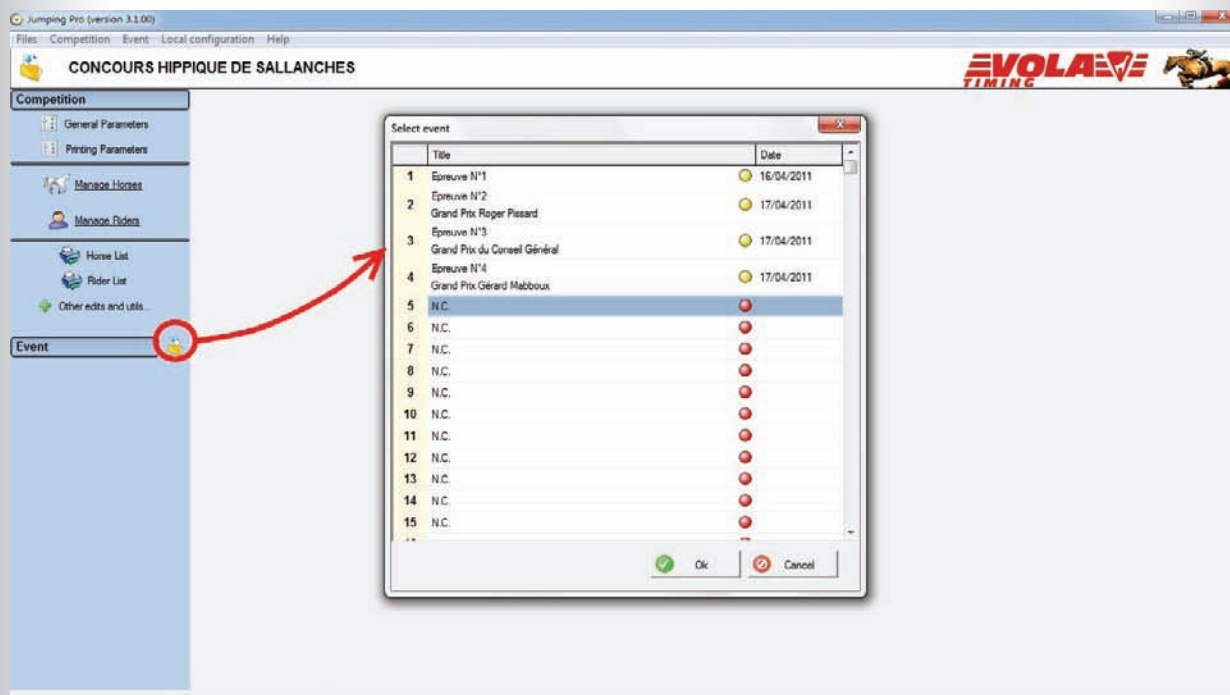 Jumping Pro (version 3.1.00)
Files Competition Event Local configuration Help
CONCOURS HIPPIQUE DE SALLANCHES
VOLA
TIMING
Competition
General Parameters
Printing Parameters
Manage Horses
Manage Riders
Horse List
Rider List
Other edits and utils...
Event
Select event
Title Date
1 Epreuve N°1 16/04/2011
2 Epreuve N°2 17/04/2011
Grand Prix Roger Pissard
3 Epreuve N°3 17/04/2011
Grand Prix du Conseil Général
4 Epreuve N°4 17/04/2011
Grand Prix Gérard Mabboux
5 N.C.
6 N.C.
7 N.C.
8 N.C.
9 N.C.
10 N.C.
11 N.C.
12 N.C.
13 N.C.
14 N.C.
15 N.C.
Ok Cancel